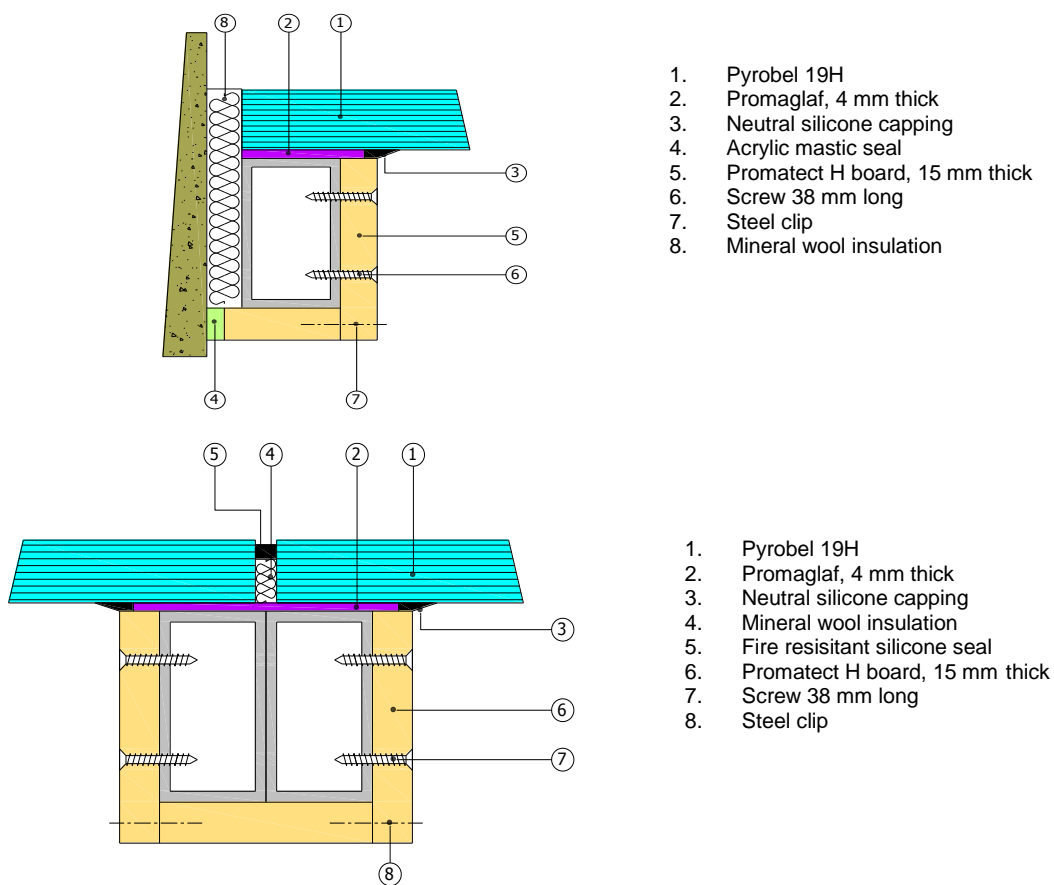 8 2 1
3
5
6
4 7
1. Pyrobel 19H
2. Promaglaf, 4 mm thick
3. Neutral silicone capping
4. Acrylic mastic seal
5. Promatect H board, 15 mm thick
6. Screw 38 mm long
7. Steel clip
8. Mineral wool insulation
5 4 2 1
3
6
7
8
1. Pyrobel 19H
2. Promaglaf, 4 mm thick
3. Neutral silicone capping
4. Mineral wool insulation
5. Fire resisitant silicone seal
6. Promatect H board, 15 mm thick
7. Screw 38 mm long
8. Steel clip